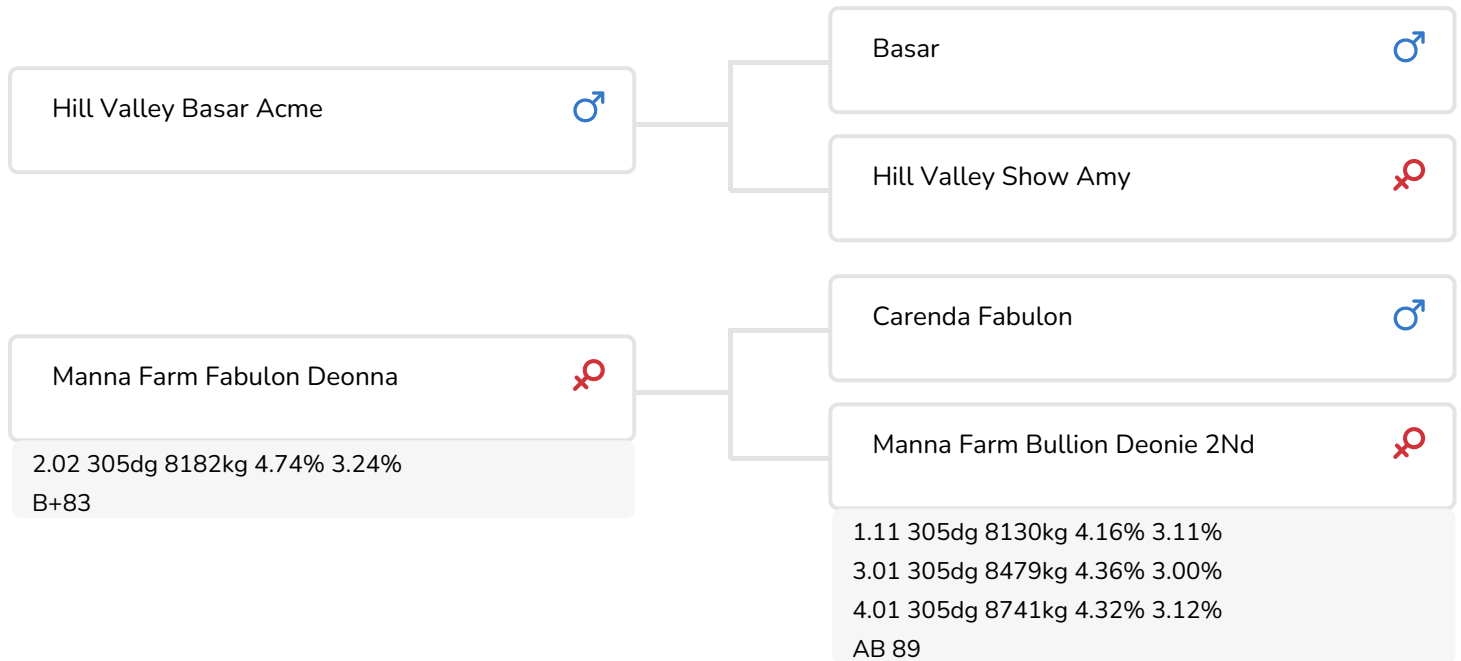 Basar
Hill Valley Basar Acme
Hill Valley Show Amy
Carenda Fabulon
Manna Farm Fabulon Deonna
2.02 305dg 8182kg 4.74% 3.24%
B+83
Manna Farm Bullion Deonie 2Nd
1.11 305dg 8130kg 4.16% 3.11%
3.01 305dg 8479kg 4.36% 3.00%
4.01 305dg 8741kg 4.32% 3.12%
AB 89